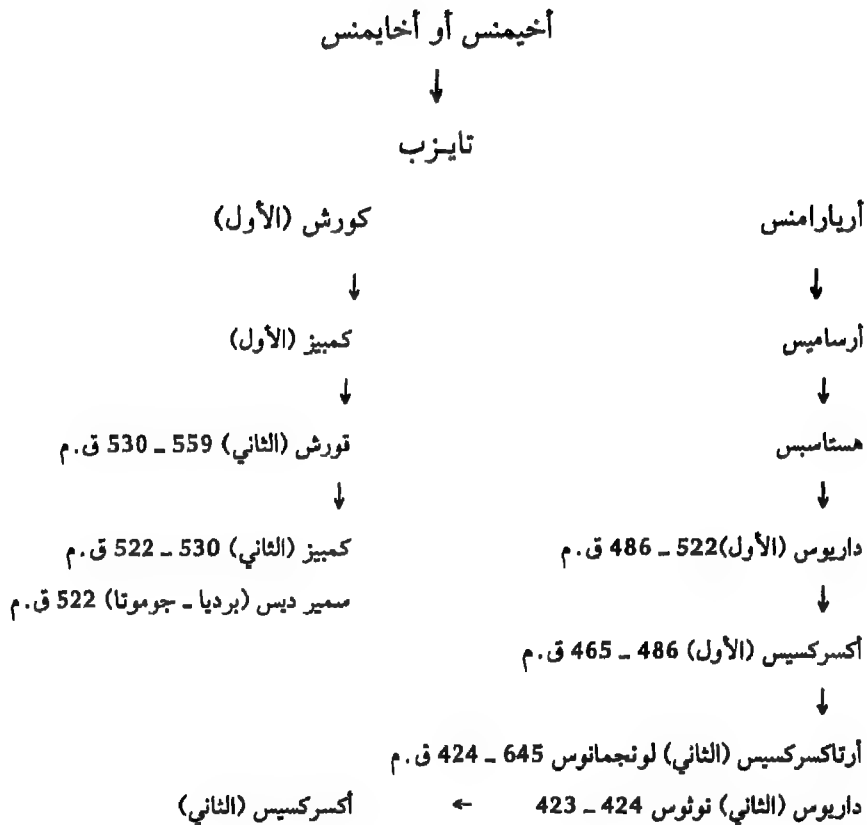 أخيمنس أو أخايمنس
↓
تايـزب
أريارامنس كورش (الأول)
↓ ↓
أرساميس كمبيز (الأول)
↓ ↓
هستاسبس قورش (الثاني) 559 ـ 530 ق.م
↓ ↓
داريوس (الأول)522 ـ 486 ق.م كمبيز (الثاني) 530 ـ 522 ق.م
↓ سمير ديس (برديا ـ جوموتا) 522 ق.م
أكسركسيس (الأول) 486 ـ 465 ق.م
↓
أرتاكسركسيس (الثاني) لونجمانوس 645 ـ 424 ق.م
داريوس (الثاني) نوثوس 424 ـ 423 ← أكسركسيس (الثاني)